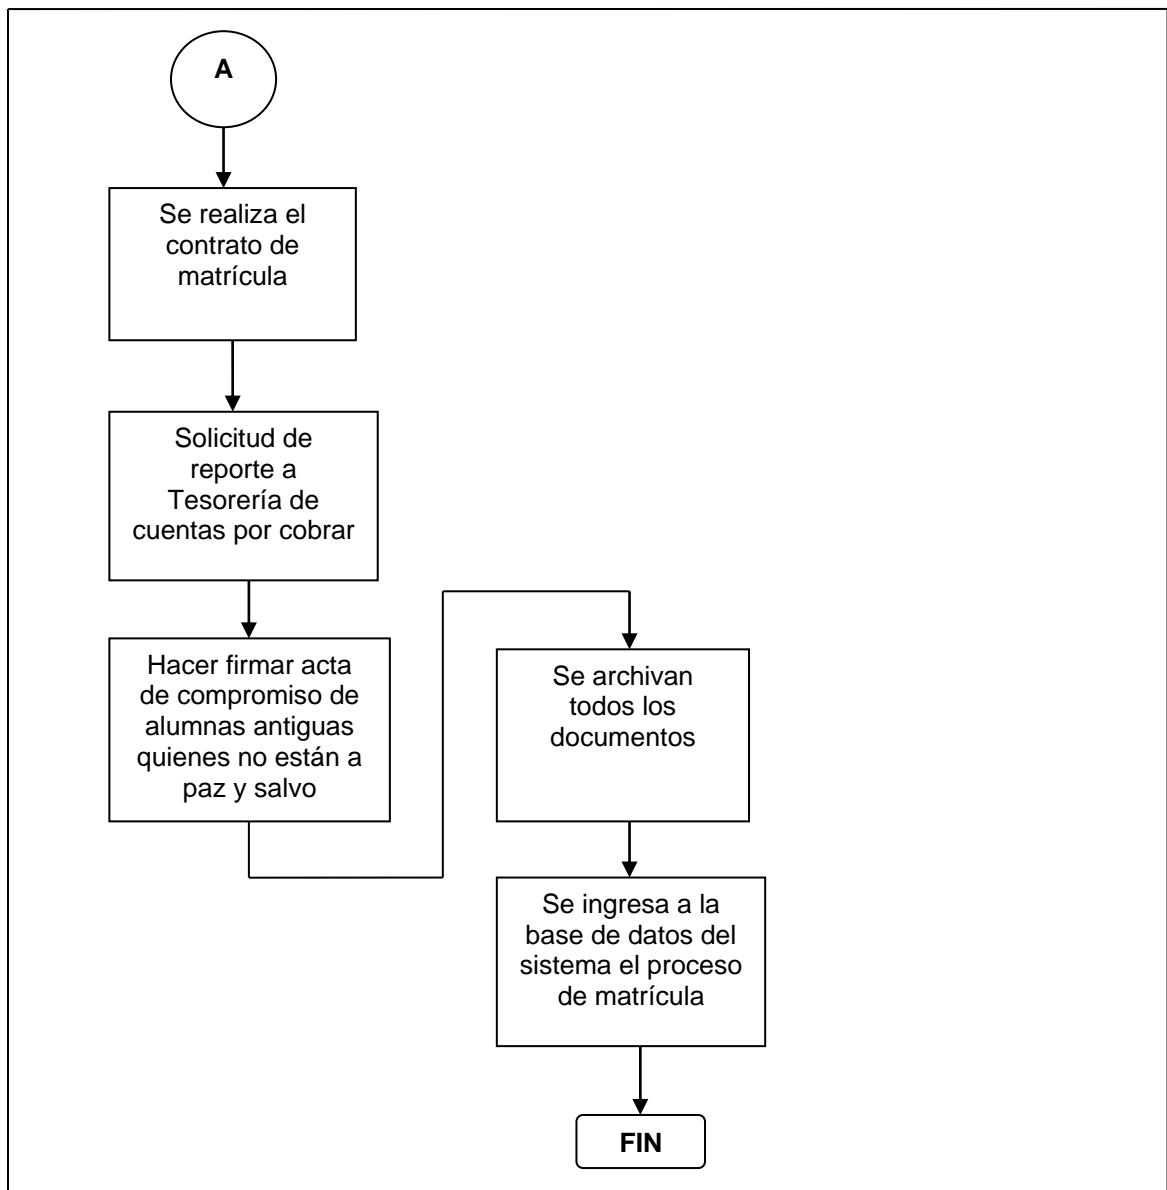 A
Se realiza el
contrato de
matrícula
Solicitud de
reporte a
Tesorería de
cuentas por cobrar
Hacer firmar acta
de compromiso de
alumnas antiguas
quienes no están a
paz y salvo
Se archivan
todos los
documentos
Se ingresa a la
base de datos del
sistema el proceso
de matrícula
FIN